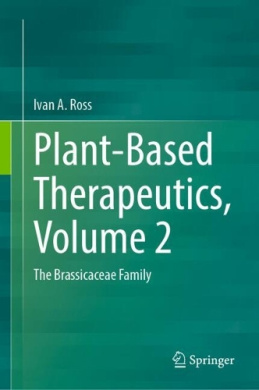 Ivan A. Ross
Plant-Based
Therapeutics,
Volume 2
The Brassicaceae Family
Springer